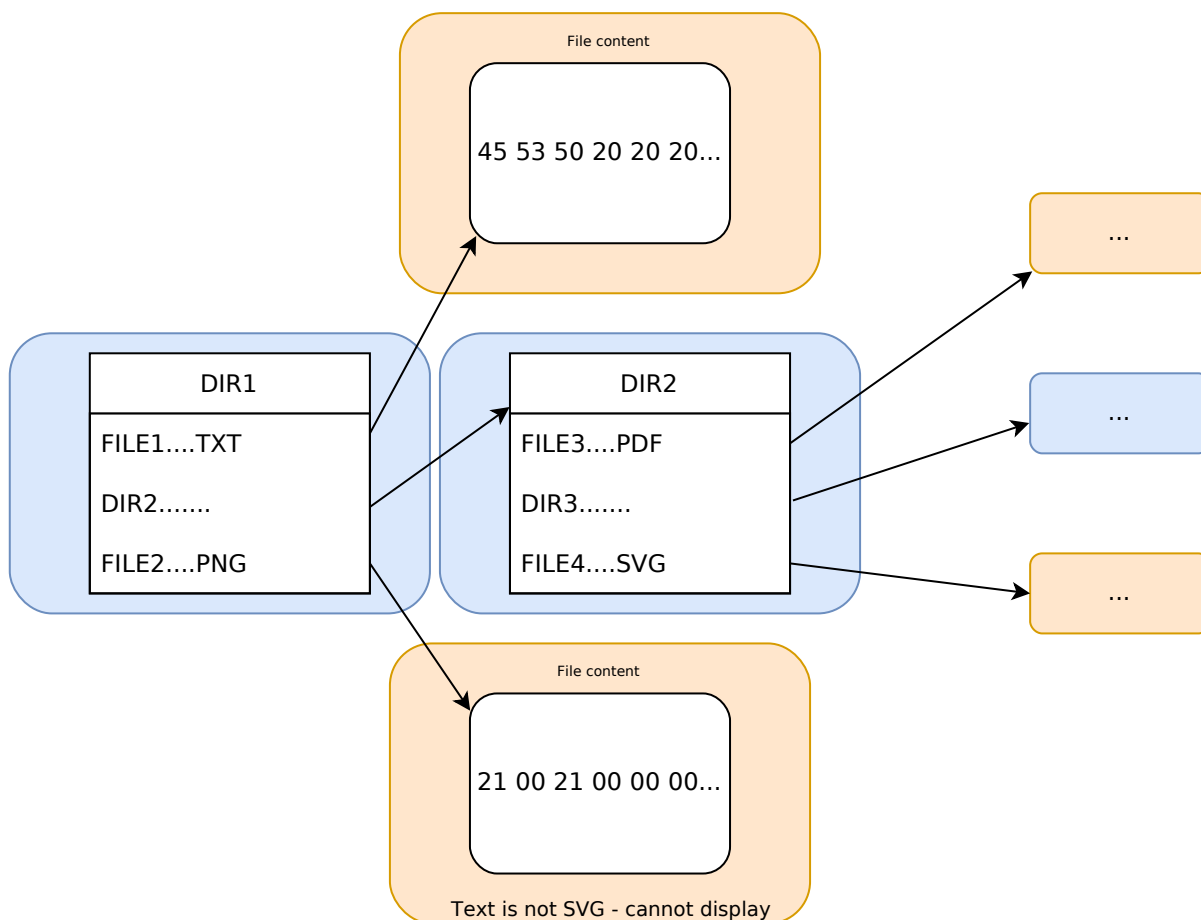 File content
45 53 50 20 20 20...
...
DIR1
FILE1....TXT
DIR2.......
FILE2....PNG
DIR2
FILE3....PDF
DIR3.......
FILE4....SVG
...
...
File content
21 00 21 00 00 00...
Text is not SVG - cannot display